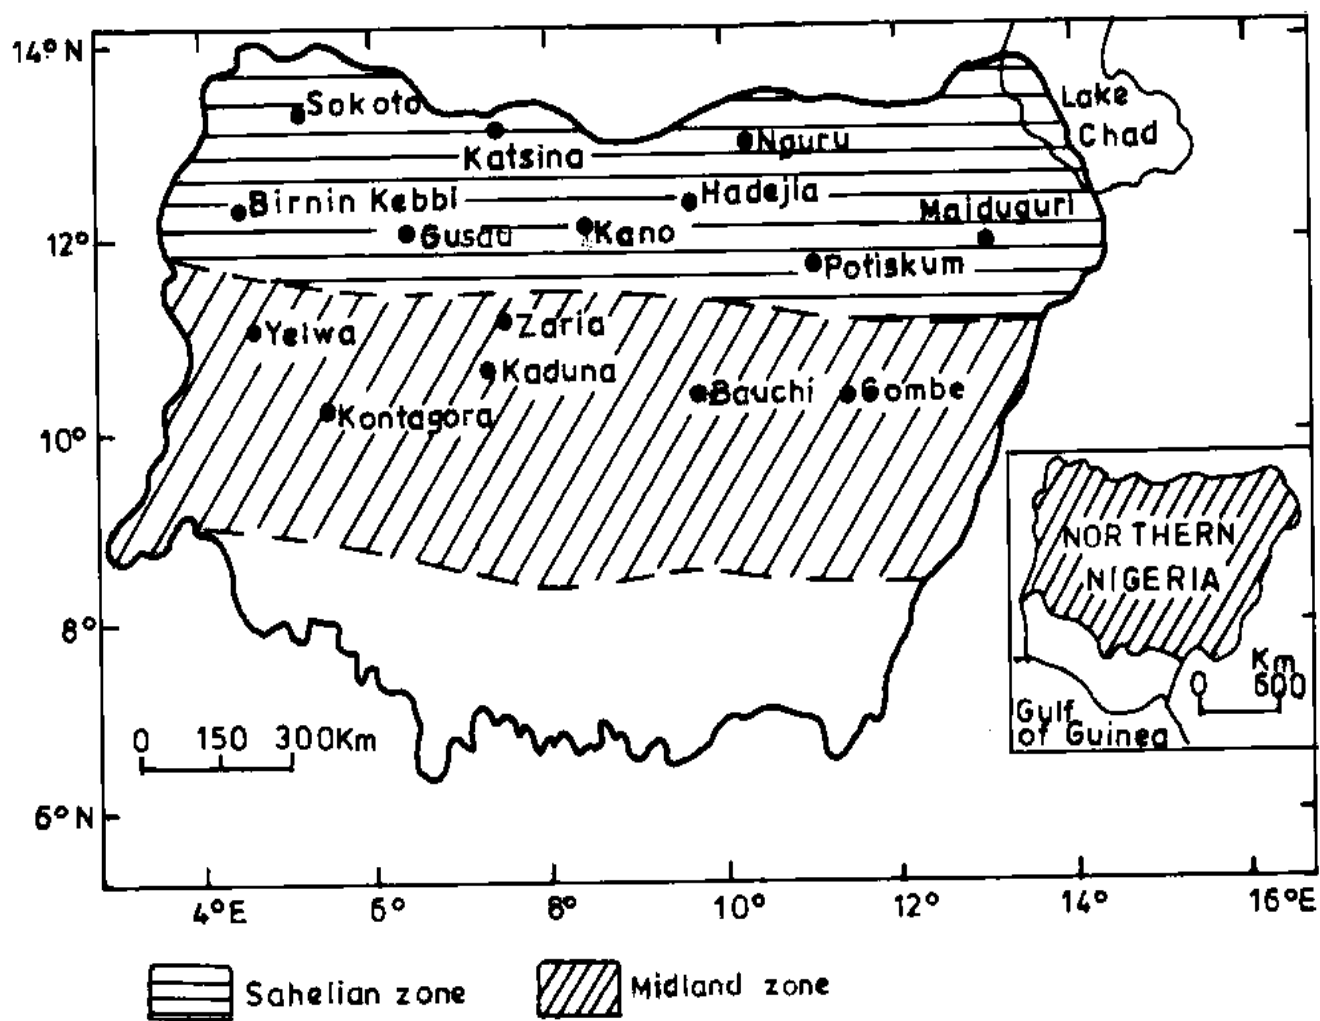 14° N
Sokoto
Lake
Chad
Katsina
Nguru
Birnin Kebbi
Hadejia
Maiduguri
12°
Gusau
Kano
Potiskum
Yelwa
Zaria
Kaduna
Bauchi
Gombe
Kontagora
10°
NORTHERN
NIGERIA
8°
Km
0 600
Gulf
of Guinea
0 150 300Km
6° N
4° E 6° 8° 10° 12° 14° 16° E
Sahelian zone
Midland zone